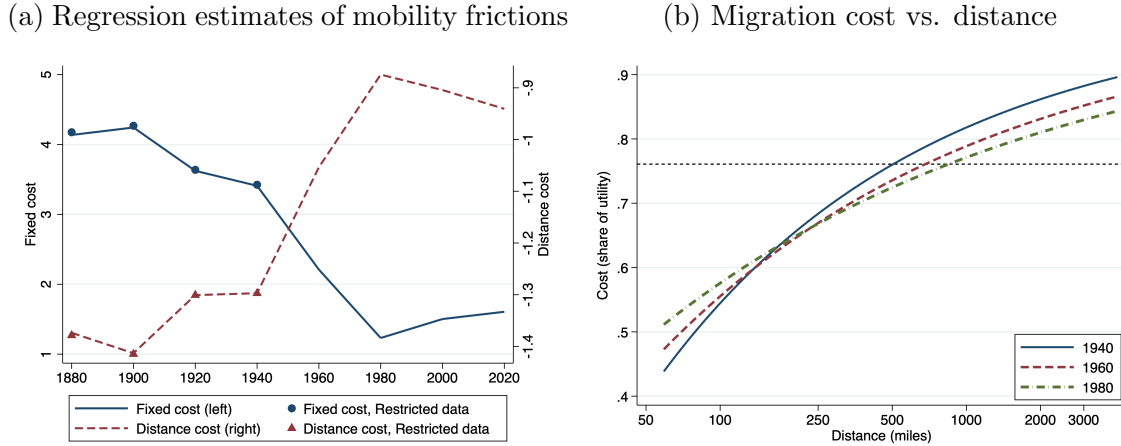 (a) Regression estimates of mobility frictions
5
4
3
2
1
Fixed cost
-.9
-1
-1.1
-1.2
-1.3
-1.4
Distance cost
1880 1900 1920 1940 1960 1980 2000 2020
Fixed cost (left) Fixed cost, Restricted data
Distance cost (right) Distance cost, Restricted data
(b) Migration cost vs. distance
.9
.8
.7
.6
.5
.4
Cost (share of utility)
50 100 250 500 1000 2000 3000
Distance (miles)
1940
1960
1980